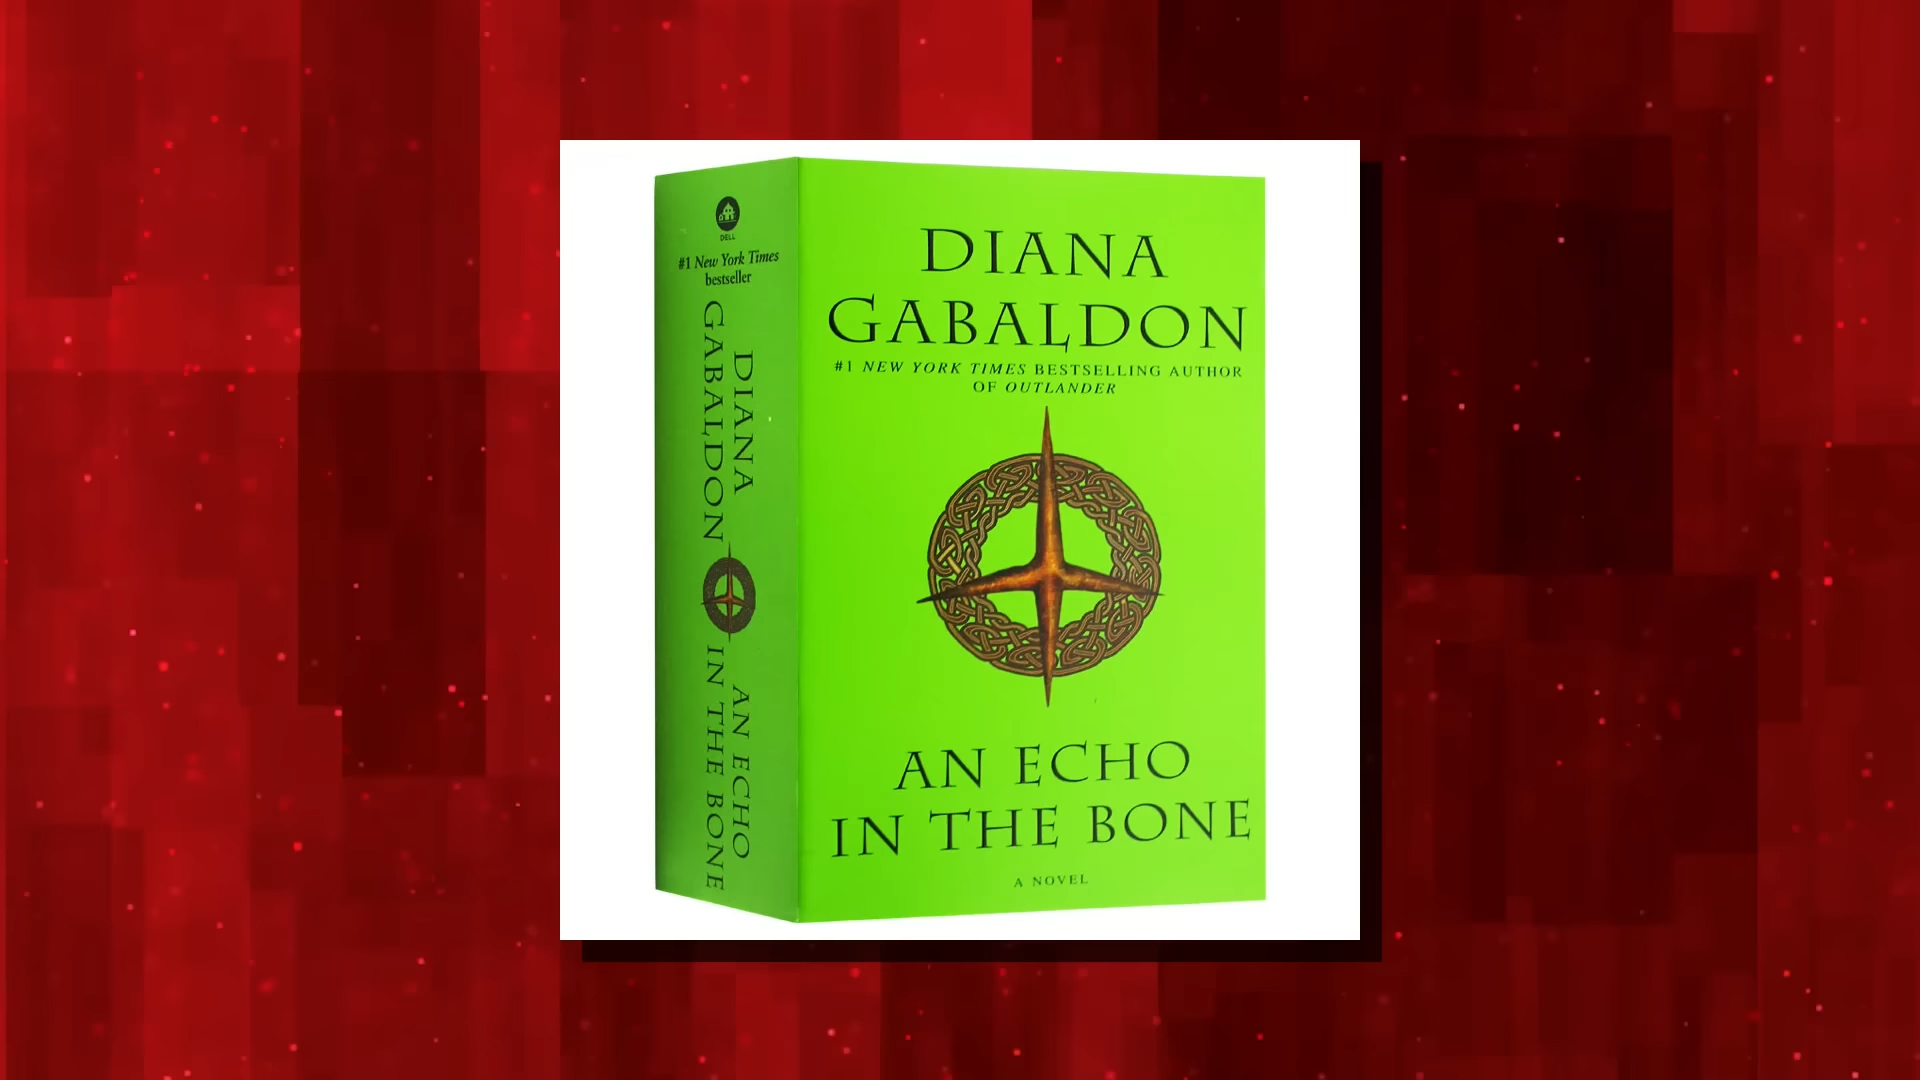 DELL
#1 New York Times
bestseller
DIANA
GABALDON
AN ECHO
IN THE BONE
DIANA
GABALDON
#1 NEW YORK TIMES BESTSELLING AUTHOR
OF OUTLANDER
AN ECHO
IN THE BONE
A NOVEL